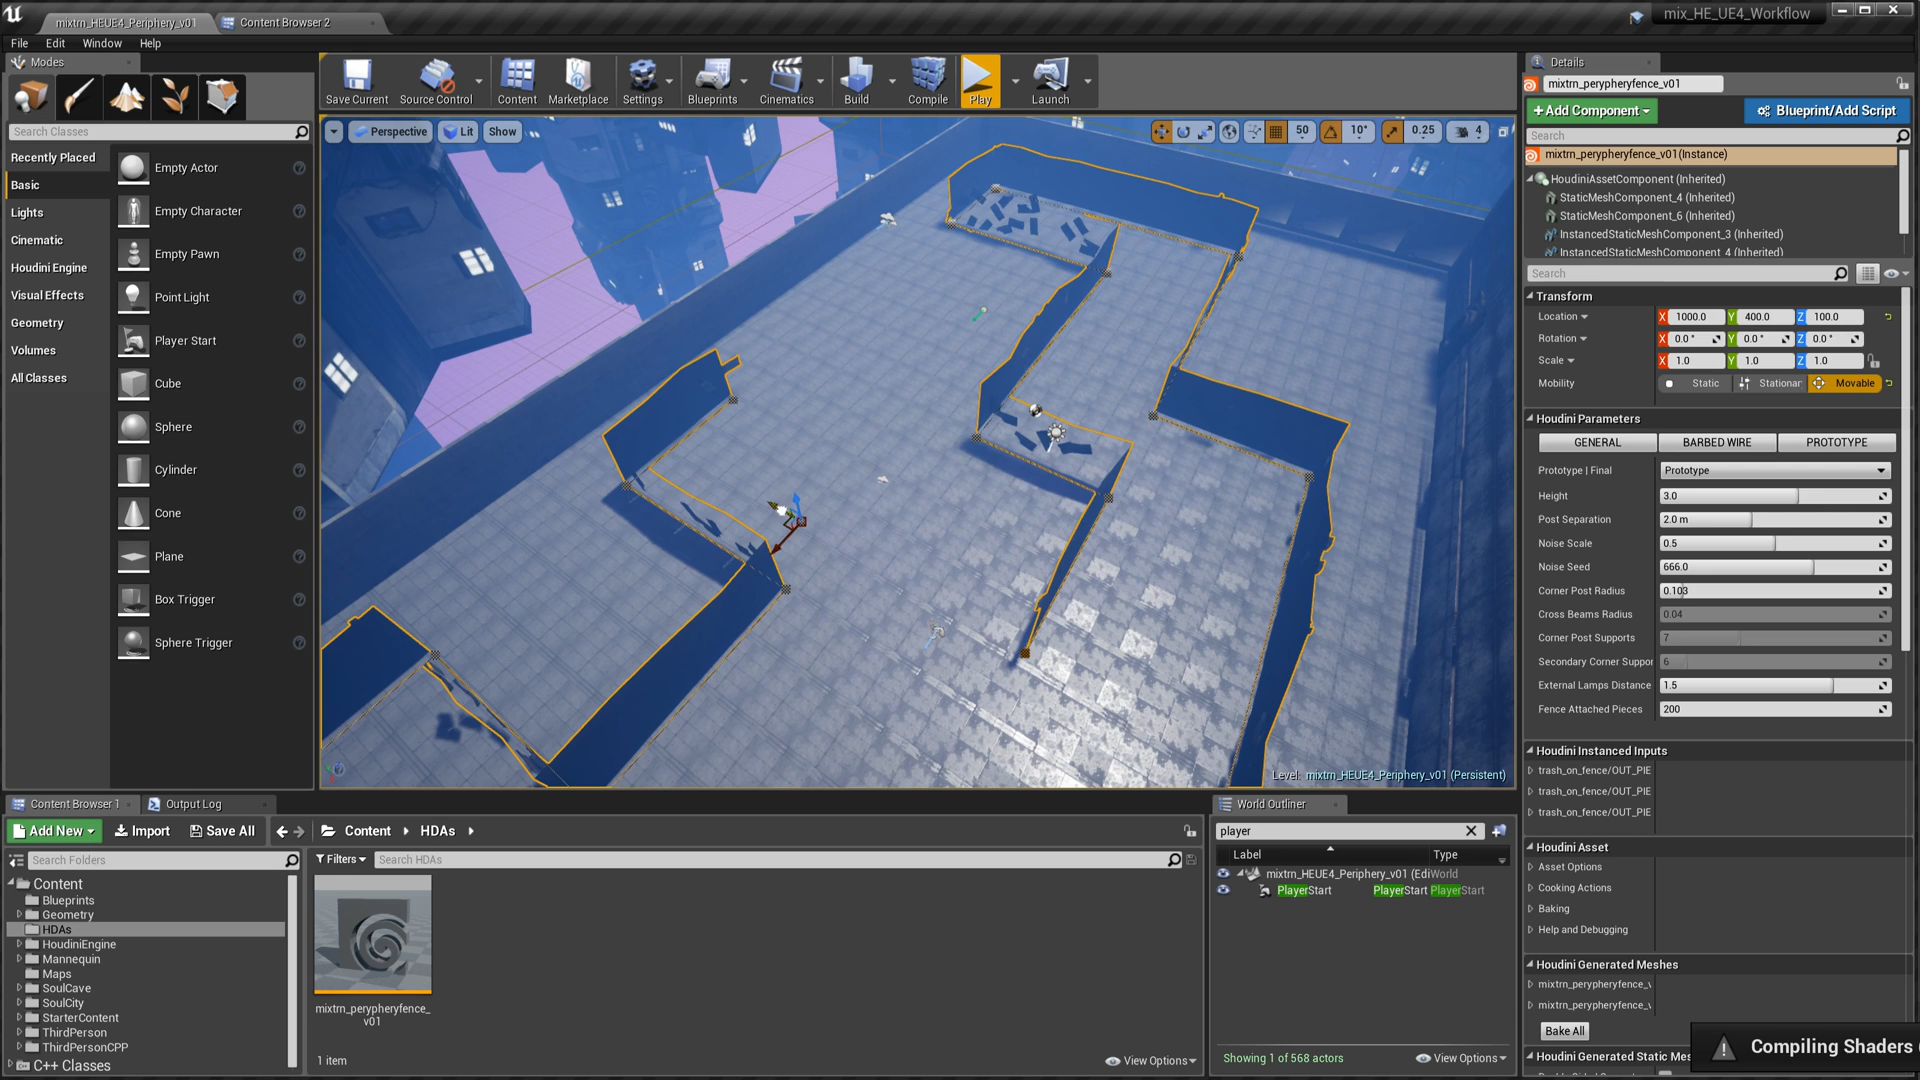 mixtrn_HEUE4_Periphery_v01
Content Browser 2
mix_HE_UE4_Workflow
File Edit Window Help
Modes
Search Classes
Recently Placed
Basic
Lights
Cinematic
Houdini Engine
Visual Effects
Geometry
Volumes
All Classes
Empty Actor
Empty Character
Empty Pawn
Point Light
Player Start
Cube
Sphere
Cylinder
Cone
Plane
Box Trigger
Sphere Trigger
Save Current
Source Control
Content
Marketplace
Settings
Blueprints
Cinematics
Build
Compile
Play
Launch
Perspective
Lit
Show
50
10°
0.25
4
Level: mixtrn_HEUE4_Periphery_v01 (Persistent)
Details
mixtrn_perypheryfence_v01
+Add Component
Blueprint/Add Script
Search
mixtrn_perypheryfence_v01(Instance)
HoudiniAssetComponent (Inherited)
StaticMeshComponent_4 (Inherited)
StaticMeshComponent_6 (Inherited)
InstancedStaticMeshComponent_3 (Inherited)
InstancedStaticMeshComponent_4 (Inherited)
Search
Transform
Location X 1000.0 Y 400.0 Z 100.0
Rotation X 0.0 ° Y 0.0 ° Z 0.0 °
Scale X 1.0 Y 1.0 Z 1.0
Mobility Static Stationar Movable
Houdini Parameters
GENERAL BARBED WIRE PROTOTYPE
Prototype | Final Prototype
Height 3.0
Post Separation 2.0 m
Noise Scale 0.5
Noise Seed 666.0
Corner Post Radius 0.103
Cross Beams Radius 0.04
Corner Post Supports 7
Secondary Corner Suppor 6
External Lamps Distance 1.5
Fence Attached Pieces 200
Houdini Instanced Inputs
trash_on_fence/OUT_PIE
trash_on_fence/OUT_PIE
trash_on_fence/OUT_PIE
Houdini Asset
Asset Options
Cooking Actions
Baking
Help and Debugging
Houdini Generated Meshes
mixtrn_perypheryfence_v
mixtrn_perypheryfence_v
Bake All
Houdini Generated Static Mes
Compiling Shaders (
Content Browser 1
Output Log
Add New
Import
Save All
Content HDAs
Search Folders
Content
Blueprints
Geometry
HDAs
HoudiniEngine
Mannequin
Maps
SoulCave
SoulCity
StarterContent
ThirdPerson
ThirdPersonCPP
C++ Classes
Filters
Search HDAs
mixtrn_perypheryfence_
v01
1 item
View Options
World Outliner
player
Label Type
mixtrn_HEUE4_Periphery_v01 (Edi World
PlayerStart PlayerStart PlayerStart
Showing 1 of 568 actors
View Options